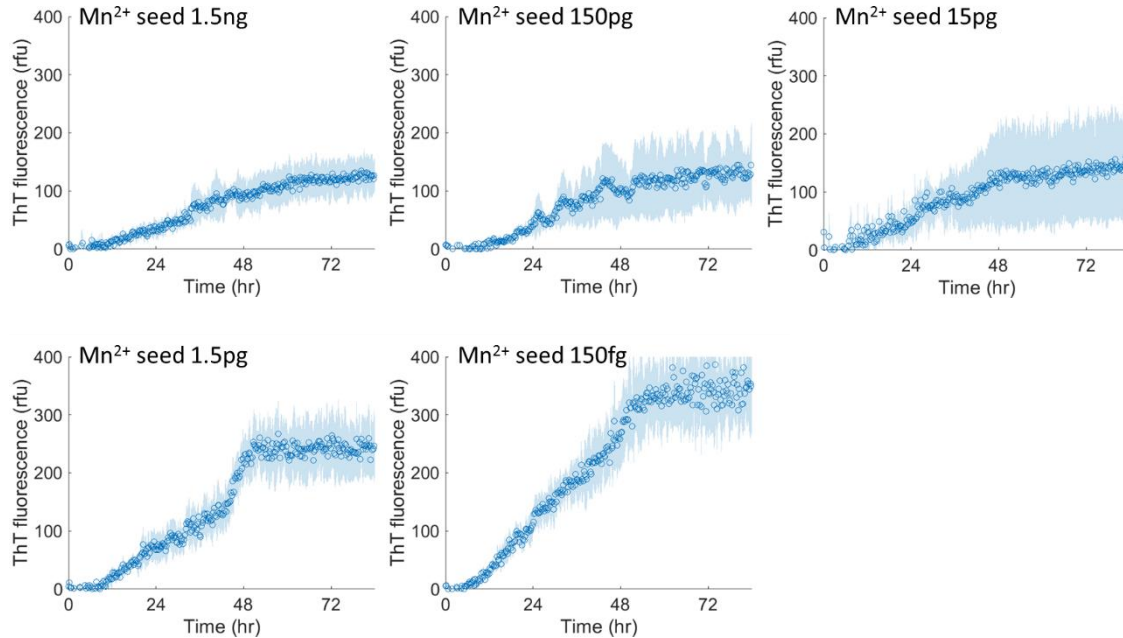 Mn²⁺ seed 1.5ng
400
300
200
100
0
ThT fluorescence (rfu)
0 24 48 72
Time (hr)
Mn²⁺ seed 150pg
400
300
200
100
0
ThT fluorescence (rfu)
0 24 48 72
Time (hr)
Mn²⁺ seed 15pg
400
300
200
100
0
ThT fluorescence (rfu)
0 24 48 72
Time (hr)
Mn²⁺ seed 1.5pg
400
300
200
100
0
ThT fluorescence (rfu)
0 24 48 72
Time (hr)
Mn²⁺ seed 150fg
400
300
200
100
0
ThT fluorescence (rfu)
0 24 48 72
Time (hr)